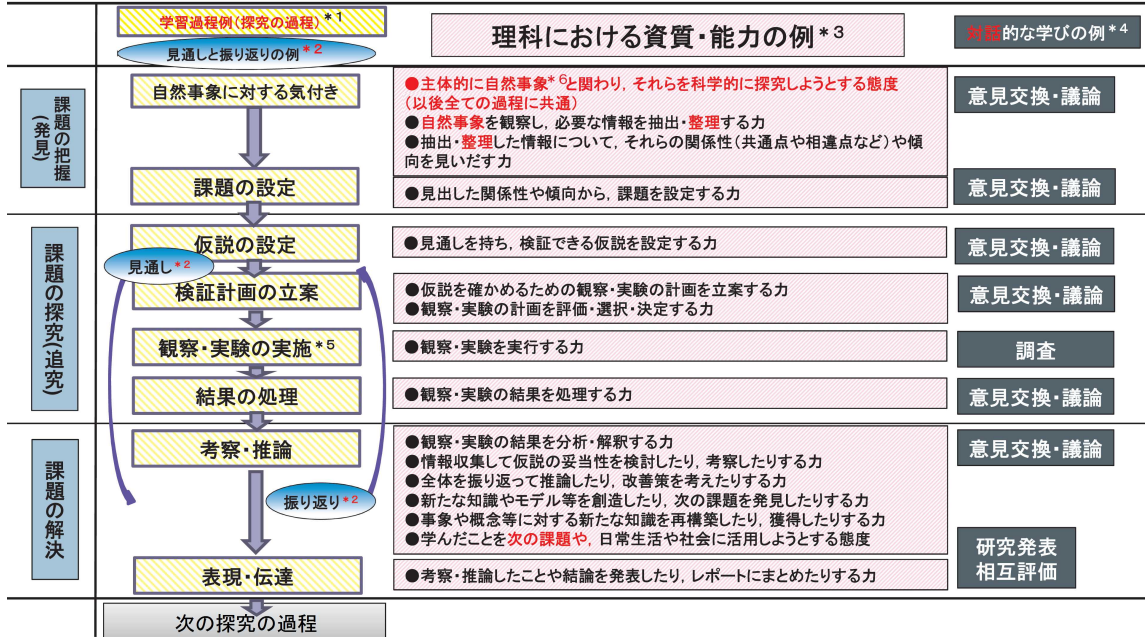 学習過程例(探究の過程)*1
見通しと振り返りの例*2
理科における資質・能力の例*3
対話的な学びの例*4
課題の把握(発見)
自然事象に対する気付き
●主体的に自然事象*6と関わり, それらを科学的に探究しようとする態度
(以後全ての過程に共通)
●自然事象を観察し, 必要な情報を抽出・整理する力
●抽出・整理した情報について, それらの関係性(共通点や相違点など)や傾
向を見いだす力
意見交換・議論
課題の設定
●見出した関係性や傾向から, 課題を設定する力
意見交換・議論
課題の探究(追究)
仮説の設定
●見通しを持ち, 検証できる仮説を設定する力
意見交換・議論
見通し*2
検証計画の立案
●仮説を確かめるための観察・実験の計画を立案する力
●観察・実験の計画を評価・選択・決定する力
意見交換・議論
観察・実験の実施*5
●観察・実験を実行する力
調査
結果の処理
●観察・実験の結果を処理する力
意見交換・議論
課題の解決
考察・推論
●観察・実験の結果を分析・解釈する力
●情報収集して仮説の妥当性を検討したり, 考察したりする力
●全体を振り返って推論したり, 改善策を考えたりする力
●新たな知識やモデル等を創造したり, 次の課題を発見したりする力
●事象や概念等に対する新たな知識を再構築したり, 獲得したりする力
●学んだことを次の課題や, 日常生活や社会に活用しようとする態度
意見交換・議論
振り返り*2
研究発表
相互評価
表現・伝達
●考察・推論したことや結論を発表したり, レポートにまとめたりする力
次の探究の過程